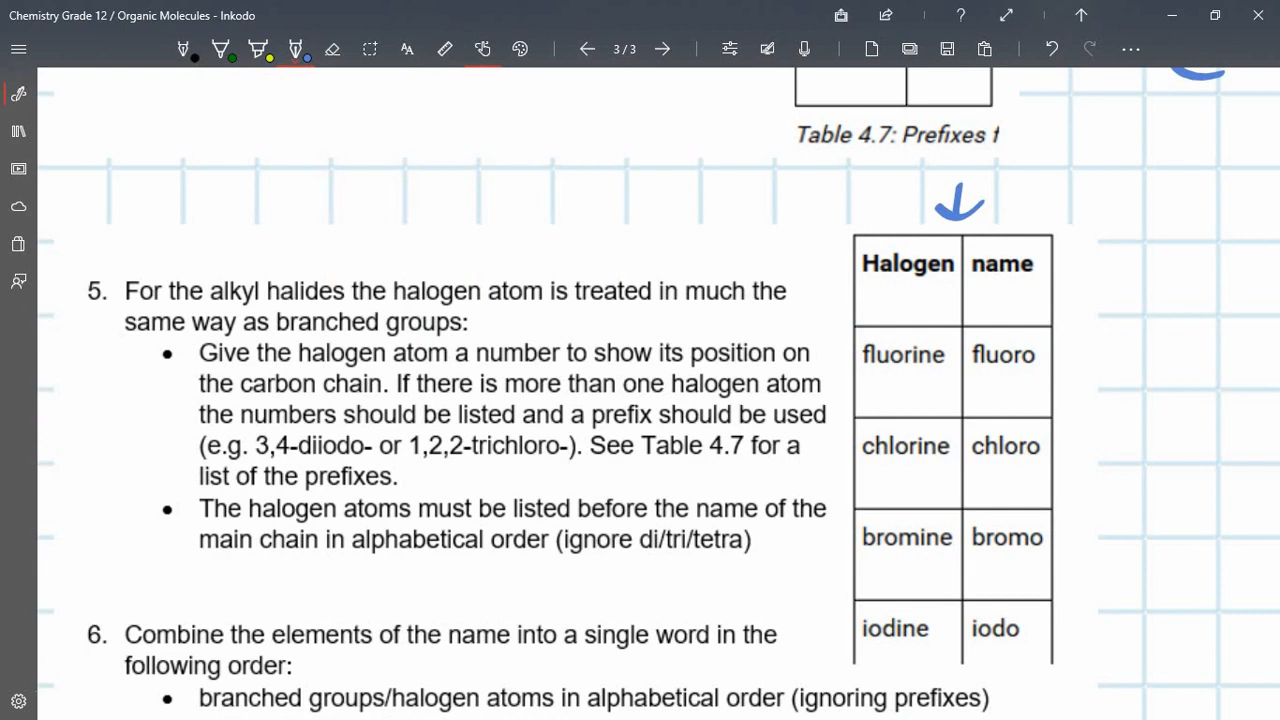 Chemistry Grade 12 / Organic Molecules - Inkodo
3 / 3
Table 4.7: Prefixes f
5. For the alkyl halides the halogen atom is treated in much the
same way as branched groups:
• Give the halogen atom a number to show its position on
the carbon chain. If there is more than one halogen atom
the numbers should be listed and a prefix should be used
(e.g. 3,4-diiodo- or 1,2,2-trichloro-). See Table 4.7 for a
list of the prefixes.
• The halogen atoms must be listed before the name of the
main chain in alphabetical order (ignore di/tri/tetra)
Halogen name
fluorine fluoro
chlorine chloro
bromine bromo
iodine iodo
6. Combine the elements of the name into a single word in the
following order:
• branched groups/halogen atoms in alphabetical order (ignoring prefixes)